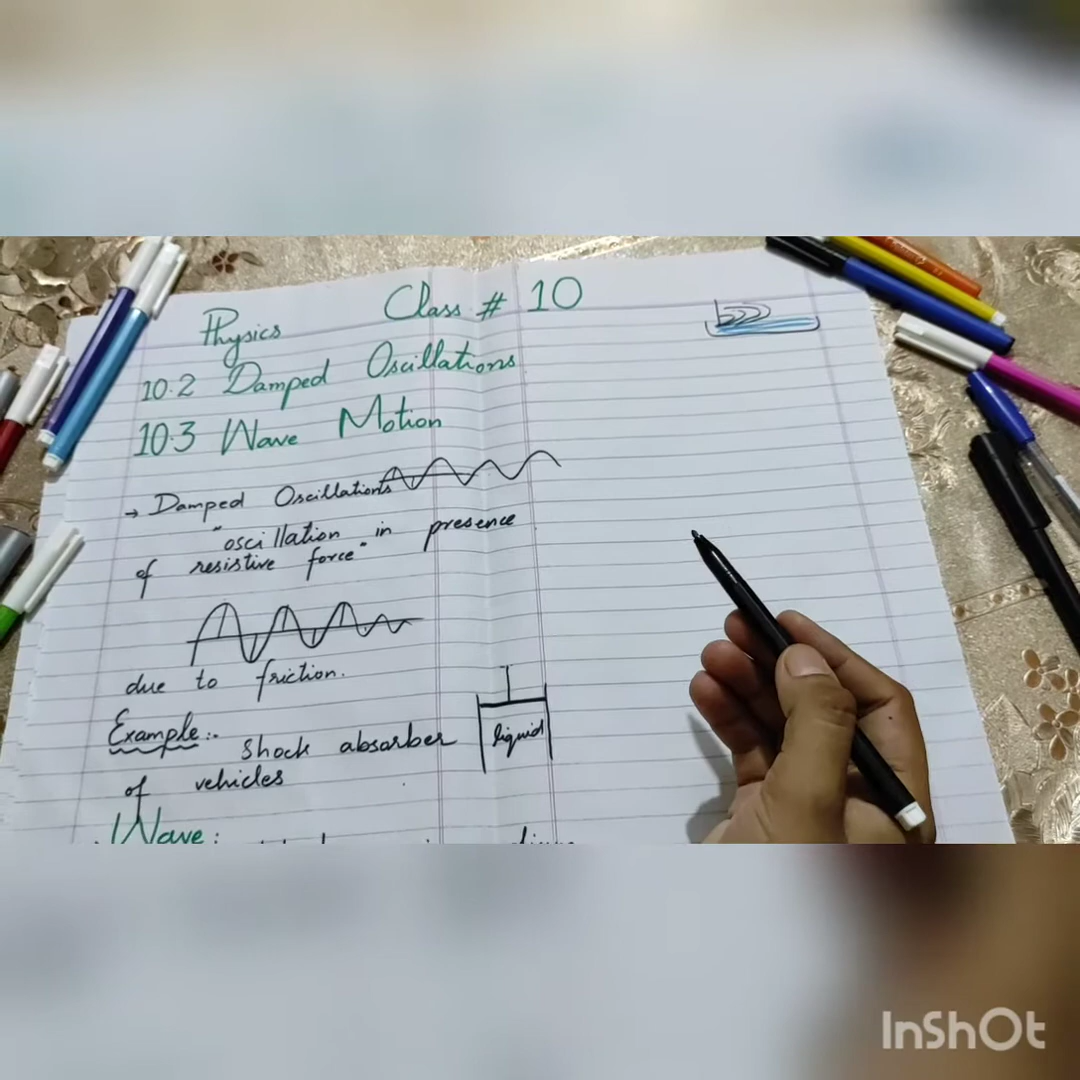 Class # 10
Physics
10.2 Damped Oscillations
10.3 Wave Motion
→ Damped Oscillations
"oscillation in presence
of resistive force"
due to friction.
Example:-
Shock absorber
of vehicles
liquid
Wave:
InShOt